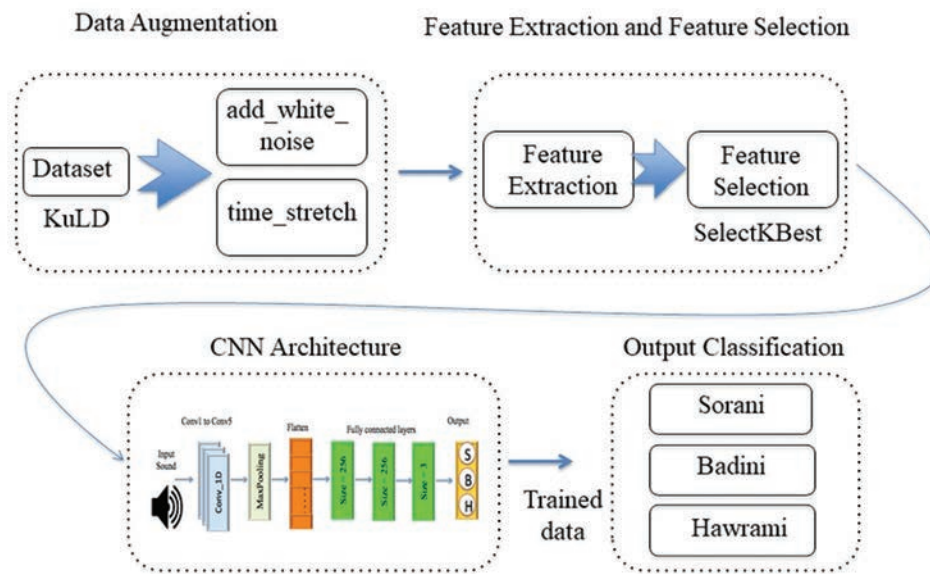 Data Augmentation
Feature Extraction and Feature Selection
Dataset
KuLD
add_white_
noise
time_stretch
Feature
Extraction
Feature
Selection
SelectKBest
CNN Architecture
Input
Sound
Conv1 to Conv5
Conv_1D
MaxPooling
Flatten
Fully connected layers
Size = 256
Size = 256
Size = 3
Output
S
B
H
Trained
data
Output Classification
Sorani
Badini
Hawrami